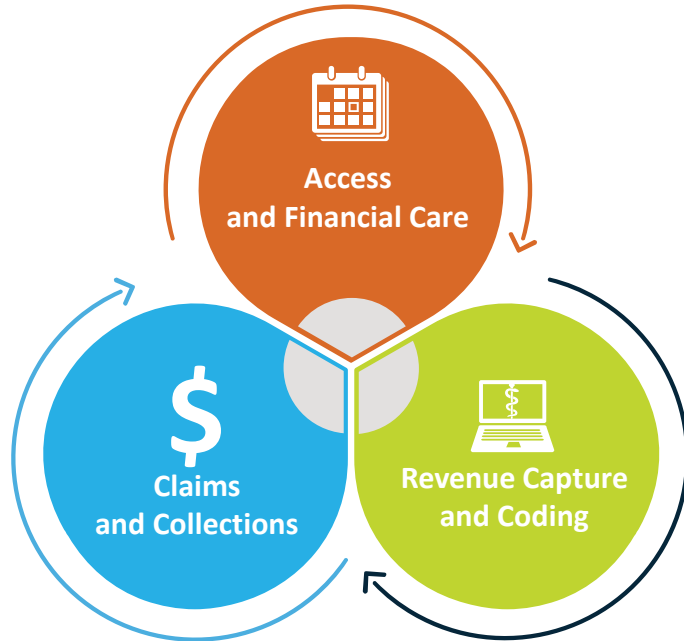 Access
and Financial Care
$
Claims
and Collections
Revenue Capture
and Coding